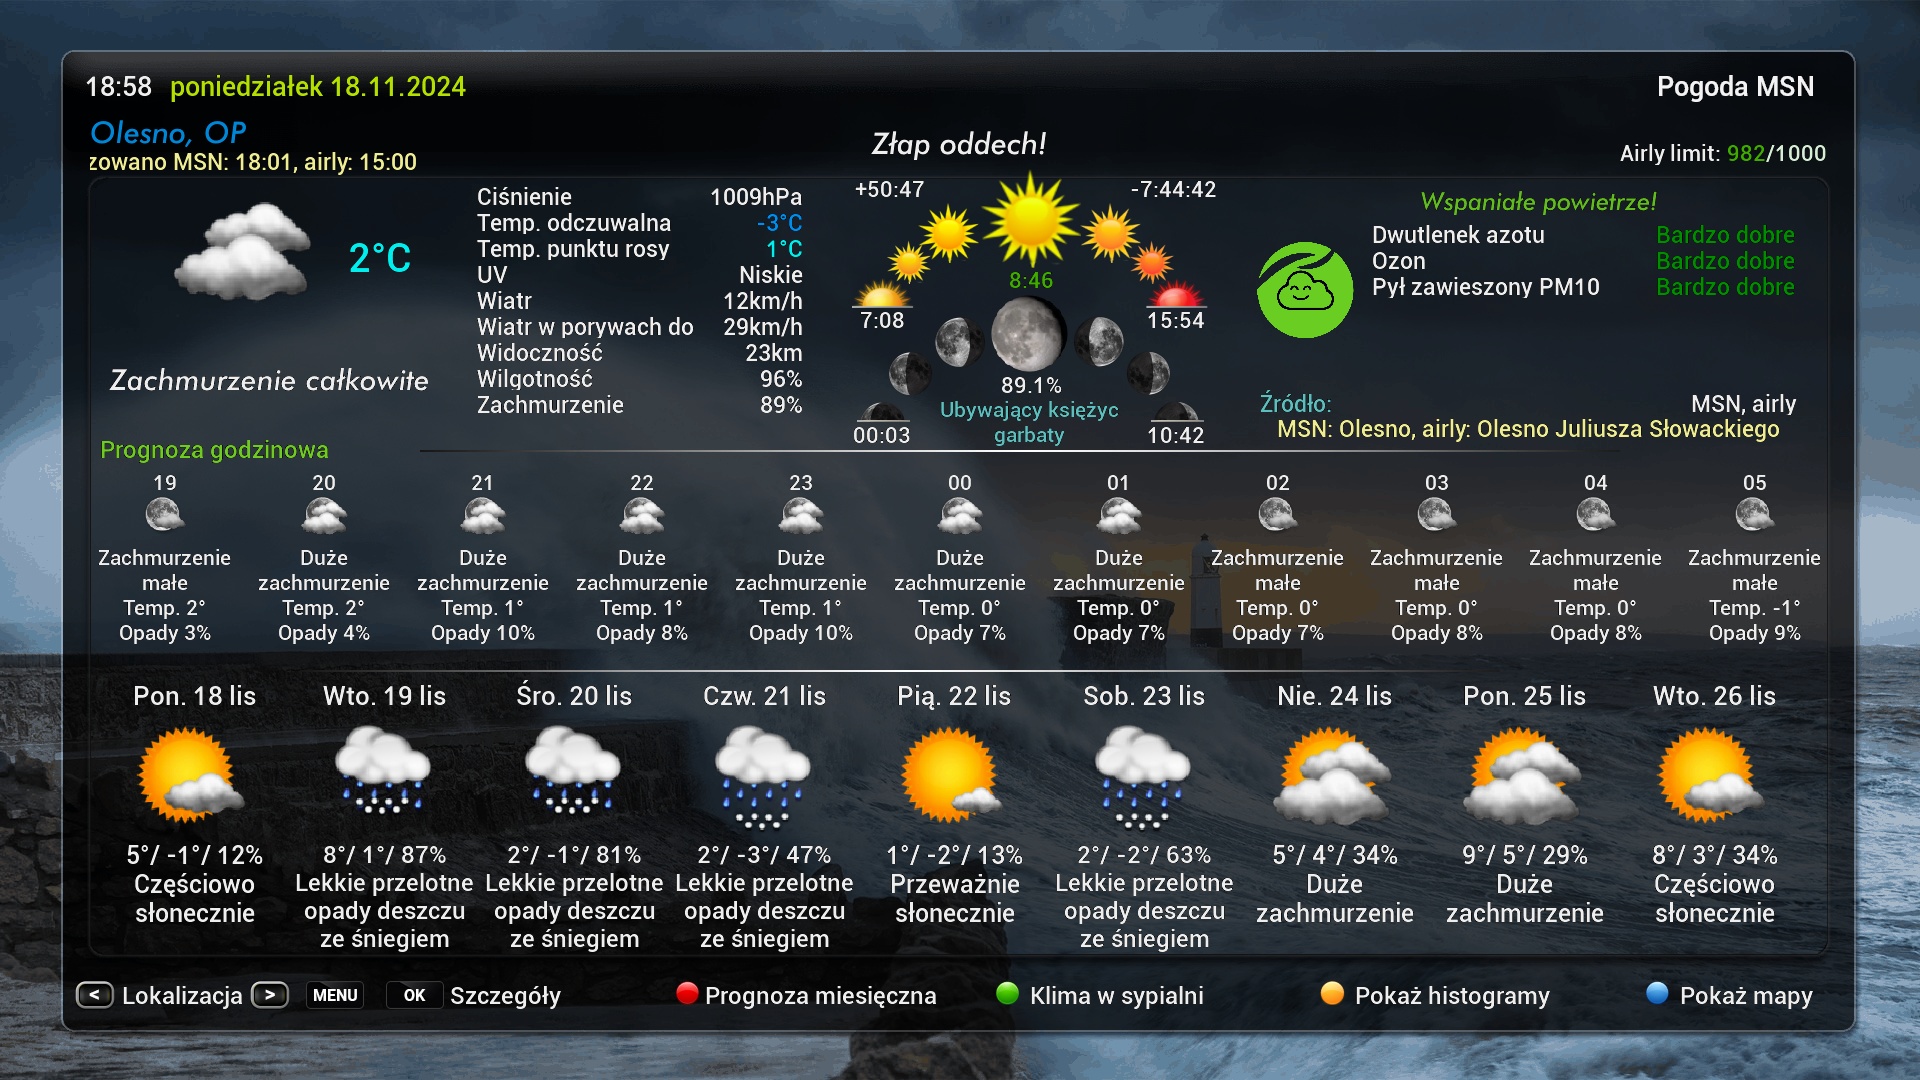 18:58 poniedziałek 18.11.2024
Pogoda MSN
Olesno, OP
zowano MSN: 18:01, airly: 15:00
Złap oddech!
Airly limit: 982/1000
2°C
Zachmurzenie całkowite
Ciśnienie 1009hPa
Temp. odczuwalna -3°C
Temp. punktu rosy 1°C
UV Niskie
Wiatr 12km/h
Wiatr w porywach do 29km/h
Widoczność 23km
Wilgotność 96%
Zachmurzenie 89%
+50:47 -7:44:42
8:46
7:08 15:54
89.1%
Ubywający księżyc
garbaty
00:03 10:42
Wspaniałe powietrze!
Dwutlenek azotu Bardzo dobre
Ozon Bardzo dobre
Pył zawieszony PM10 Bardzo dobre
Źródło: MSN, airly
MSN: Olesno, airly: Olesno Juliusza Słowackiego
Prognoza godzinowa
19 20 21 22 23 00 01 02 03 04 05
Zachmurzenie Duże Duże Duże Duże Duże Duże Zachmurzenie Zachmurzenie Zachmurzenie Zachmurzenie
małe zachmurzenie zachmurzenie zachmurzenie zachmurzenie zachmurzenie zachmurzenie małe małe małe małe
Temp. 2° Temp. 2° Temp. 1° Temp. 1° Temp. 1° Temp. 0° Temp. 0° Temp. 0° Temp. 0° Temp. 0° Temp. -1°
Opady 3% Opady 4% Opady 10% Opady 8% Opady 10% Opady 7% Opady 7% Opady 7% Opady 8% Opady 8% Opady 9%
Pon. 18 lis Wto. 19 lis Śro. 20 lis Czw. 21 lis Pią. 22 lis Sob. 23 lis Nie. 24 lis Pon. 25 lis Wto. 26 lis
5°/ -1°/ 12% 8°/ 1°/ 87% 2°/ -1°/ 81% 2°/ -3°/ 47% 1°/ -2°/ 13% 2°/ -2°/ 63% 5°/ 4°/ 34% 9°/ 5°/ 29% 8°/ 3°/ 34%
Częściowo Lekkie przelotne Lekkie przelotne Lekkie przelotne Przeważnie Lekkie przelotne Duże Duże Częściowo
słonecznie opady deszczu opady deszczu opady deszczu słonecznie opady deszczu zachmurzenie zachmurzenie słonecznie
ze śniegiem ze śniegiem ze śniegiem ze śniegiem
< Lokalizacja > MENU OK Szczegóły Prognoza miesięczna Klima w sypialni Pokaż histogramy Pokaż mapy